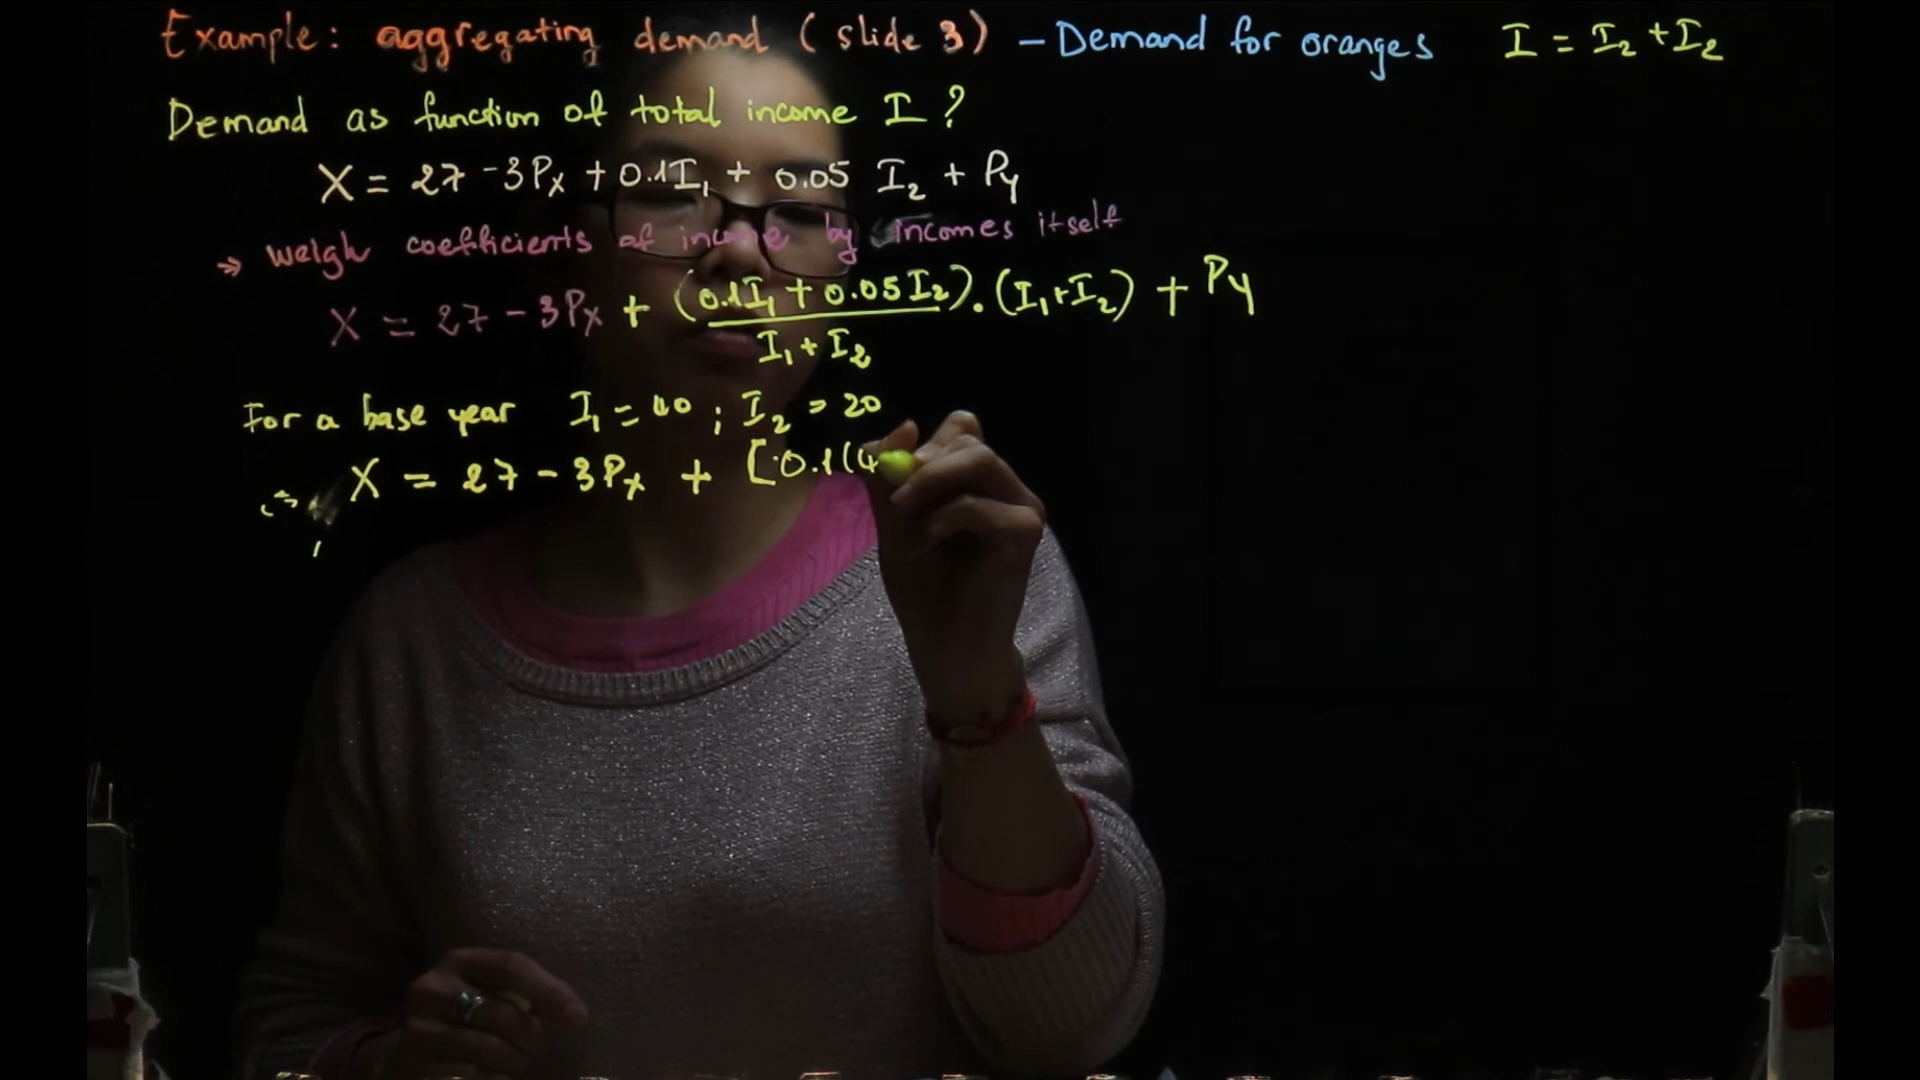 Example: aggregating demand (slide 3) – Demand for oranges I = I₂ + I₂
Demand as function of total income I?
X = 27 - 3Pₓ + 0.1I₁ + 0.05 I₂ + Py
→ weigh coefficients of income by incomes itself
X = 27 - 3Pₓ + (0.1I₁ + 0.05I₂) / (I₁ + I₂) . (I₁ + I₂) + Py
For a base year I₁ = 40 ; I₂ = 20
X = 27 - 3Pₓ + [0.1(4